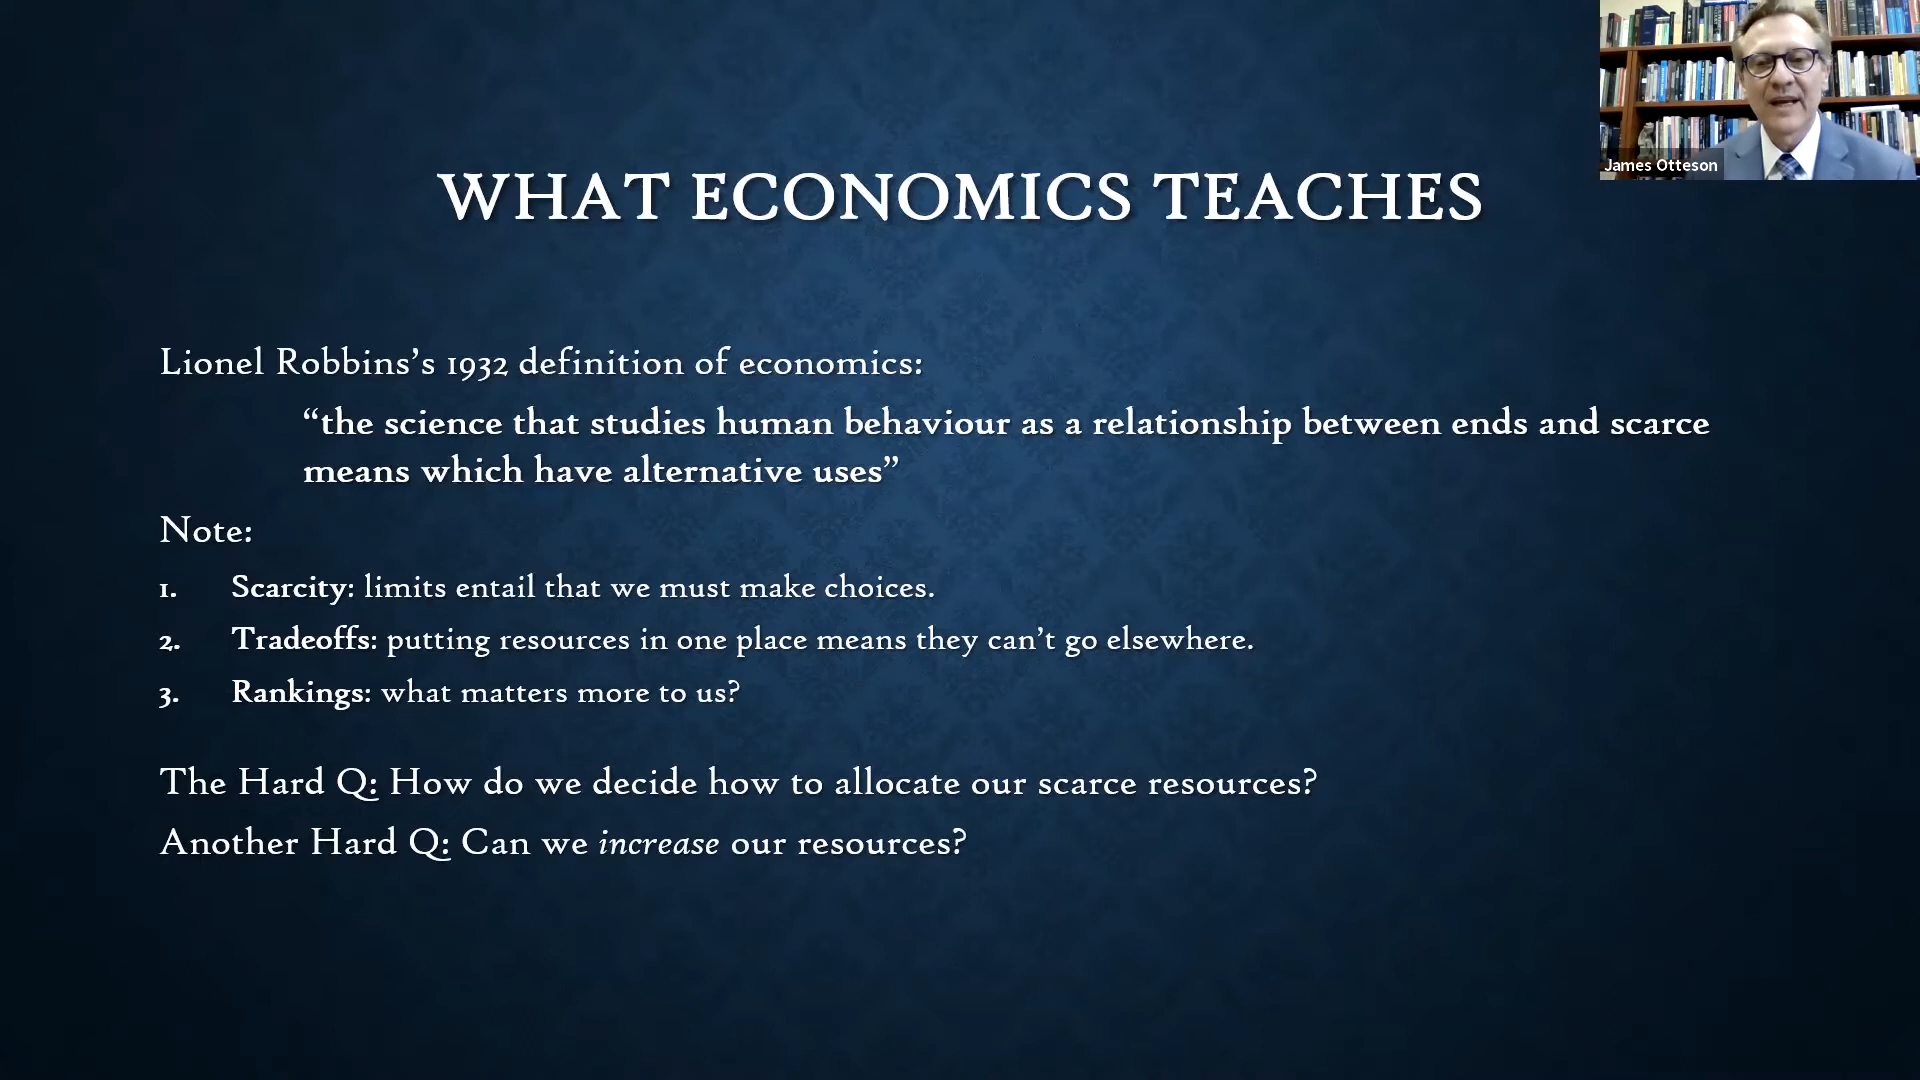 James Otteson
WHAT ECONOMICS TEACHES
Lionel Robbins’s 1932 definition of economics:
“the science that studies human behaviour as a relationship between ends and scarce
means which have alternative uses”
Note:
1. Scarcity: limits entail that we must make choices.
2. Tradeoffs: putting resources in one place means they can’t go elsewhere.
3. Rankings: what matters more to us?
The Hard Q: How do we decide how to allocate our scarce resources?
Another Hard Q: Can we increase our resources?